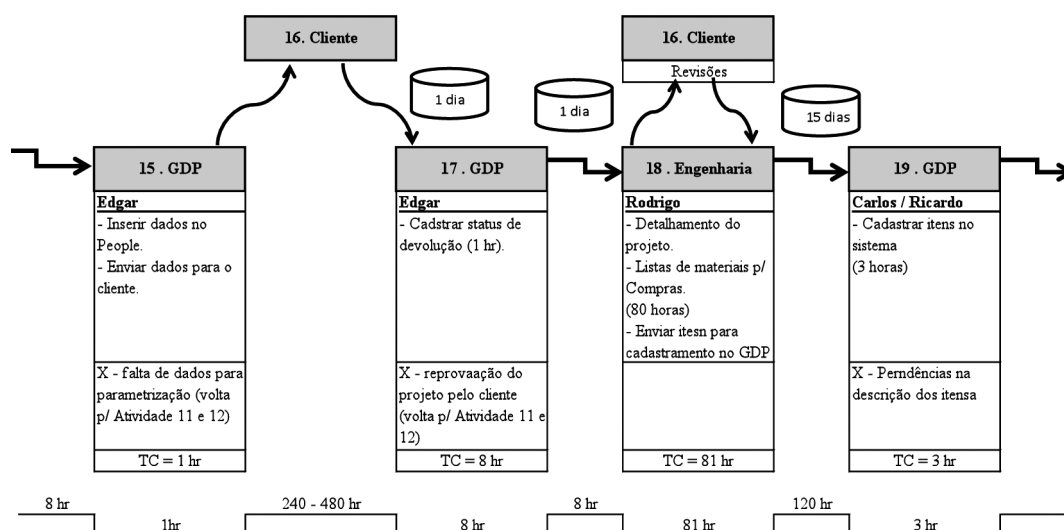 16. Cliente
16. Cliente
Revisões
1 dia
1 dia
15 dias
15 . GDP
Edgar
- Inserir dados no
People.
- Enviar dados para o
cliente.
X - falta de dados para
parametrização (volta
p/ Atividade 11 e 12)
TC = 1 hr
17 . GDP
Edgar
- Cadstrar status de
devolução (1 hr).
X - reprovaação do
projeto pelo cliente
(volta p/ Atividade 11 e
12)
TC = 8 hr
18 . Engenharia
Rodrigo
- Detalhamento do
projeto.
- Listas de materiais p/
Compras.
(80 horas)
- Enviar itesn para
cadastramento no GDP
TC = 81 hr
19 . GDP
Carlos / Ricardo
- Cadastrar itens no
sistema
(3 horas)
X - Perndências na
descrição dos itensa
TC = 3 hr
8 hr
1hr
240 - 480 hr
8 hr
8 hr
81 hr
120 hr
3 hr